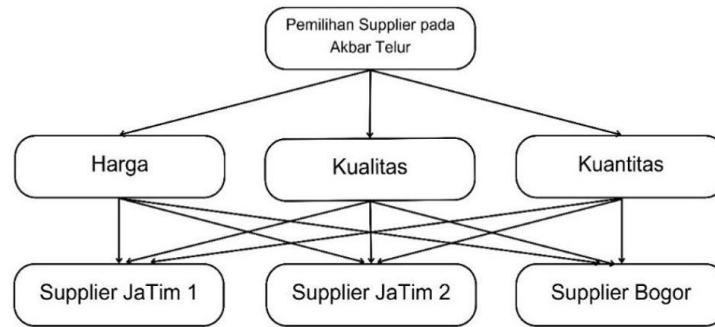 Pemilihan Supplier pada
Akbar Telur
Harga
Kualitas
Kuantitas
Supplier JaTim 1
Supplier JaTim 2
Supplier Bogor